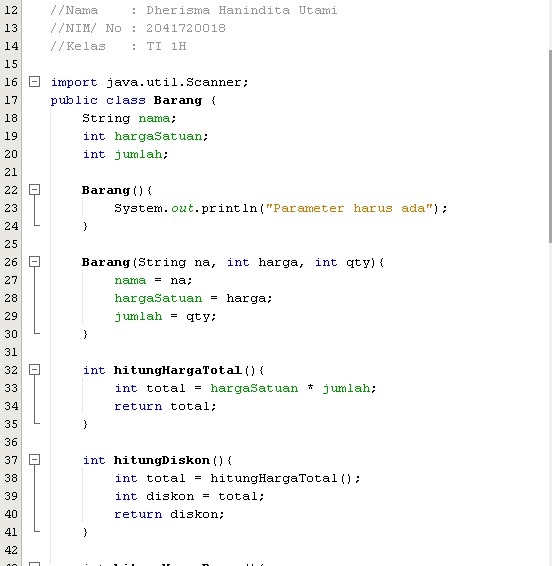 12 //Nama    : Dherisma Hanindita Utami
13 //NIM/ No : 2041720018
14 //Kelas   : TI 1H
15
16 import java.util.Scanner;
17 public class Barang {
18     String nama;
19     int hargaSatuan;
20     int jumlah;
21
22     Barang(){
23         System.out.println("Parameter harus ada");
24     }
25
26     Barang(String na, int harga, int qty){
27         nama = na;
28         hargaSatuan = harga;
29         jumlah = qty;
30     }
31
32     int hitungHargaTotal(){
33         int total = hargaSatuan * jumlah;
34         return total;
35     }
36
37     int hitungDiskon(){
38         int total = hitungHargaTotal();
39         int diskon = total;
40         return diskon;
41     }
42